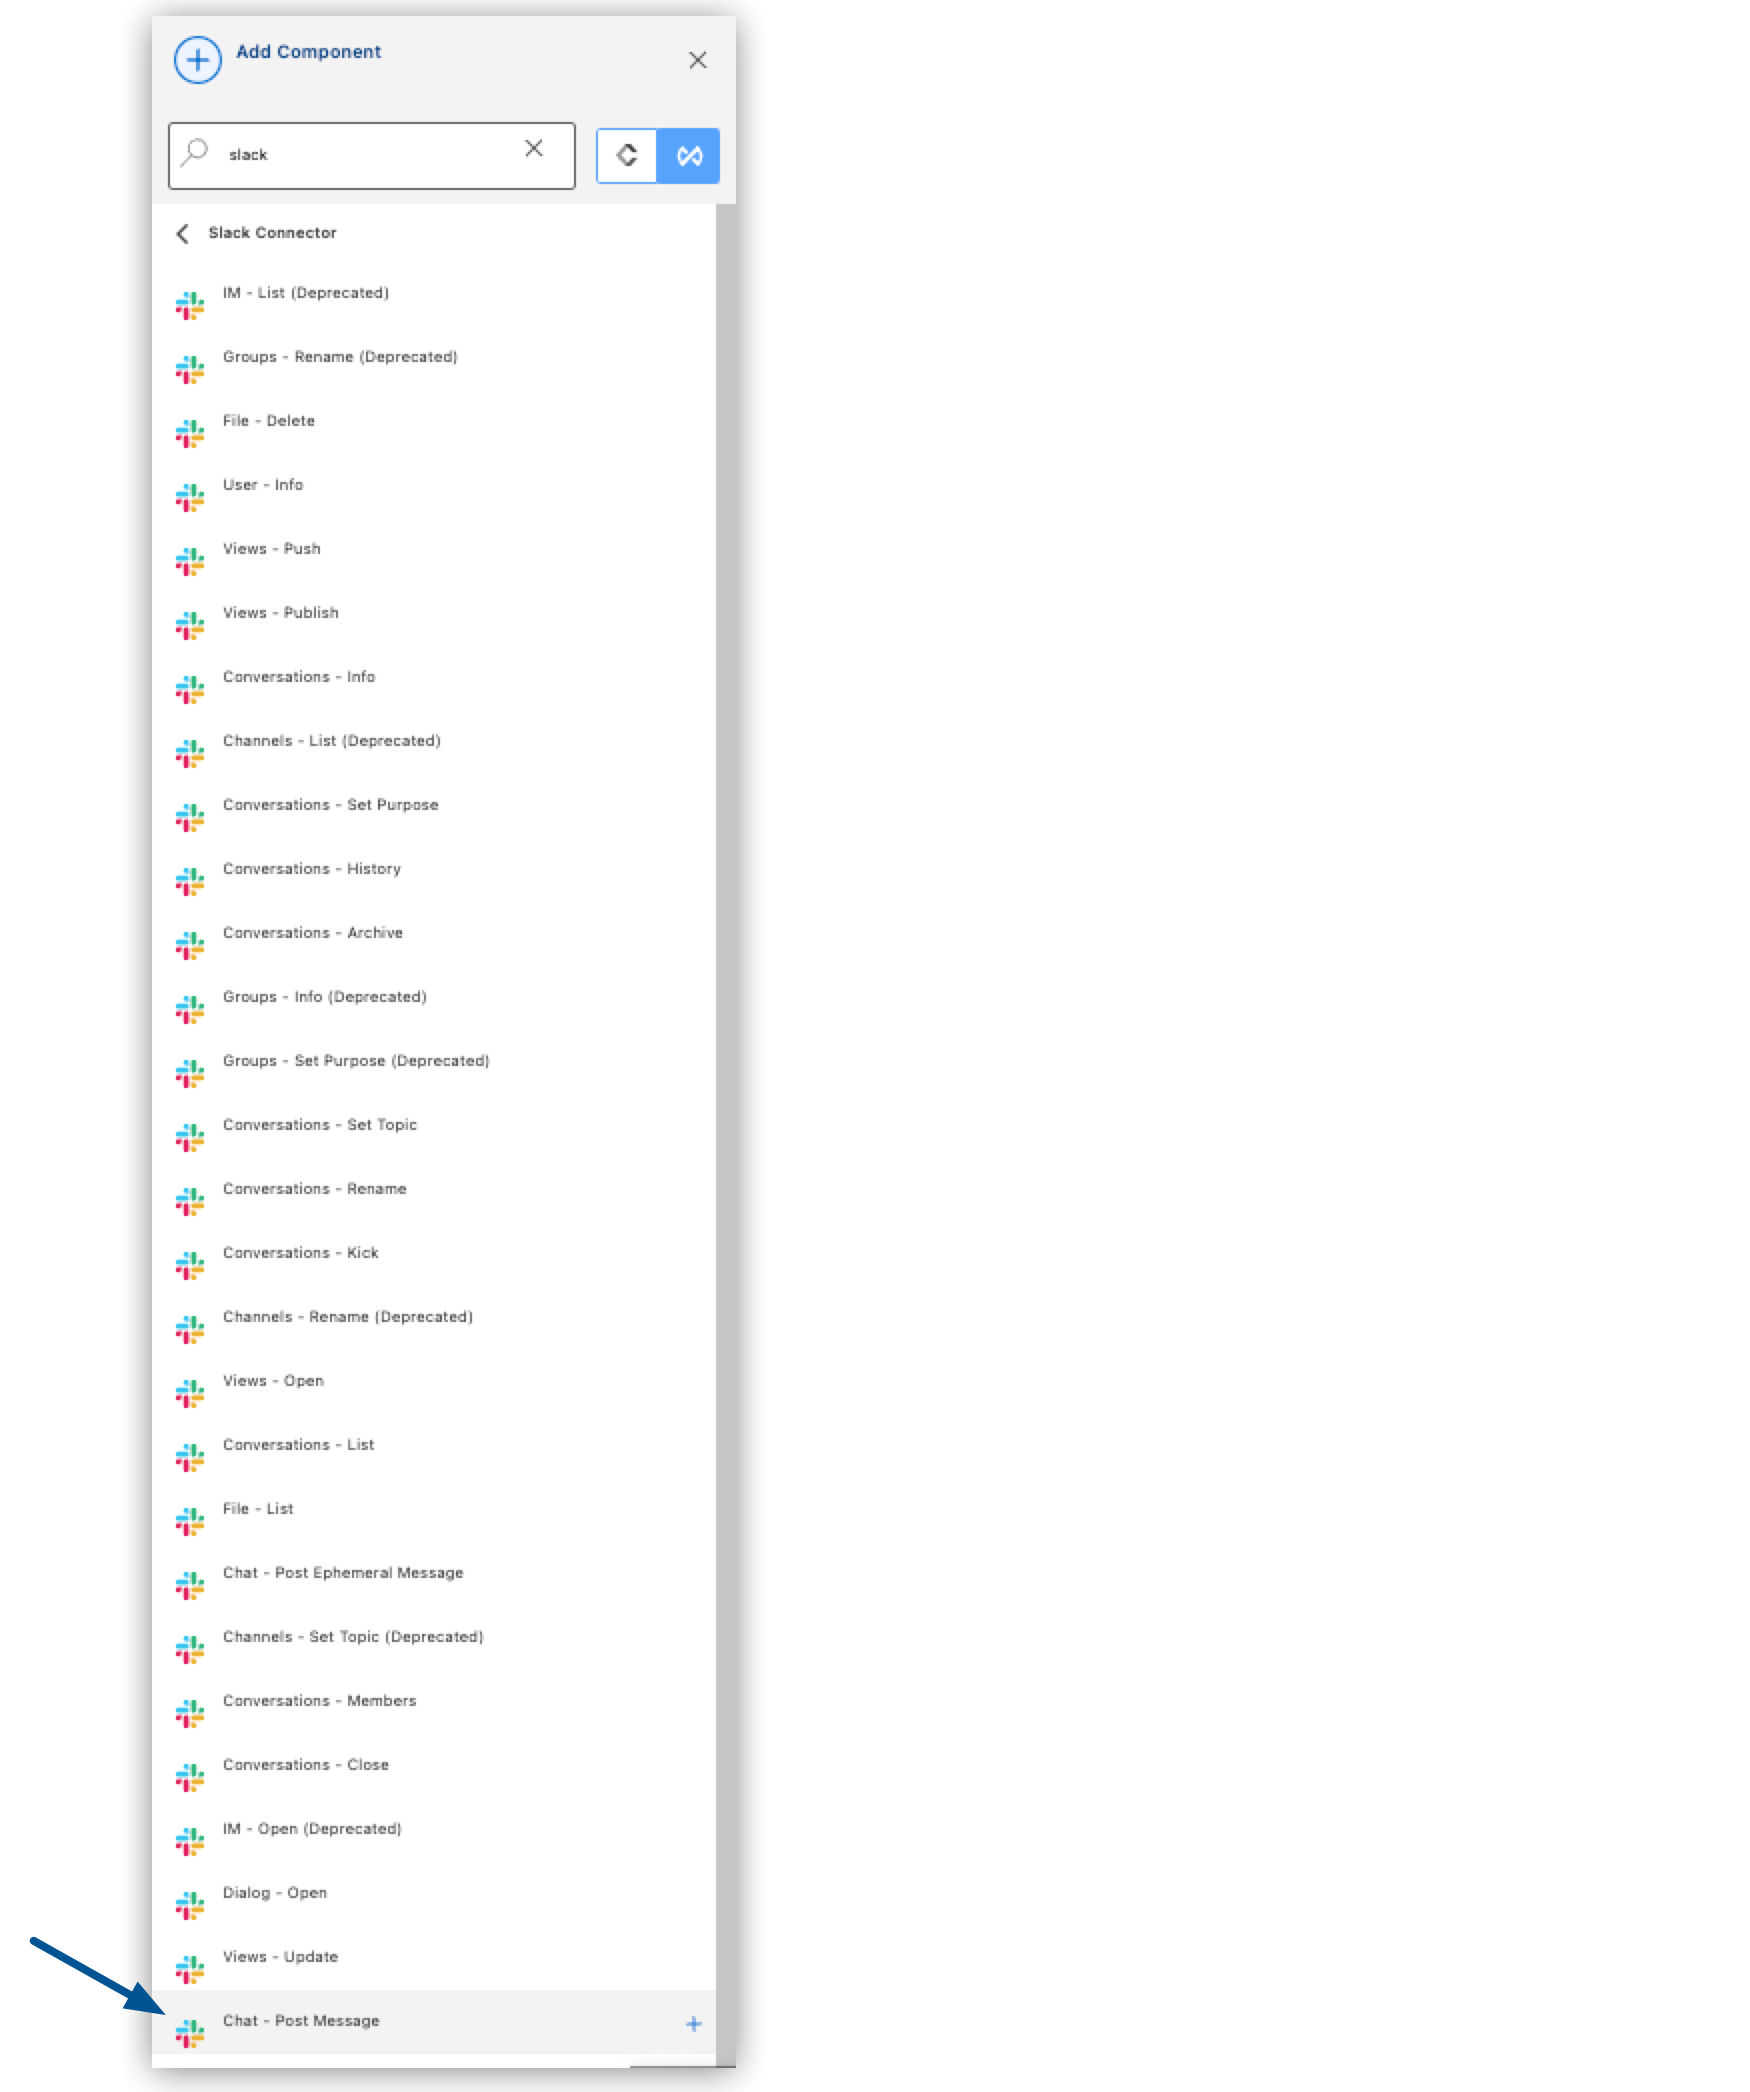 Add Component
slack
Slack Connector
IM - List (Deprecated)
Groups - Rename (Deprecated)
File - Delete
User - Info
Views - Push
Views - Publish
Conversations - Info
Channels - List (Deprecated)
Conversations - Set Purpose
Conversations - History
Conversations - Archive
Groups - Info (Deprecated)
Groups - Set Purpose (Deprecated)
Conversations - Set Topic
Conversations - Rename
Conversations - Kick
Channels - Rename (Deprecated)
Views - Open
Conversations - List
File - List
Chat - Post Ephemeral Message
Channels - Set Topic (Deprecated)
Conversations - Members
Conversations - Close
IM - Open (Deprecated)
Dialog - Open
Views - Update
Chat - Post Message